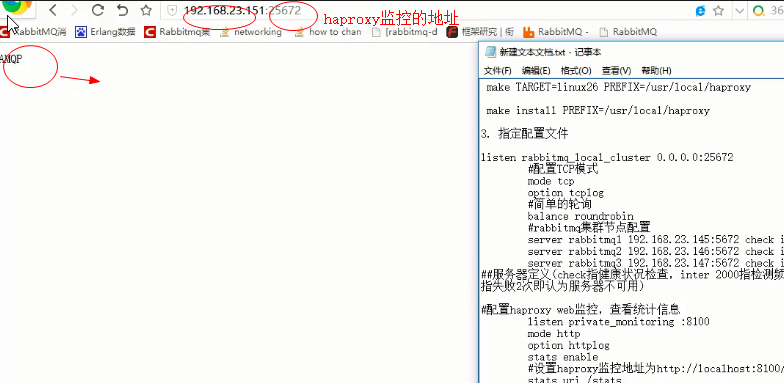 192.168.23.151:25672
haproxy监控的地址
36
RabbitMQ消 Erlang数据 Rabbitmq集 networking how to chan [rabbitmq-d 框架研究 | 衔 RabbitMQ - RabbitMQ
AMQP
新建文本文档.txt - 记事本
文件(F) 编辑(E) 格式(O) 查看(V) 帮助(H)
make TARGET=linux26 PREFIX=/usr/local/haproxy
make install PREFIX=/usr/local/haproxy
3. 指定配置文件
listen rabbitmq_local_cluster 0.0.0.0:25672
#配置TCP模式
mode tcp
option tcplog
#简单的轮询
balance roundrobin
#rabbitmq集群节点配置
server rabbitmq1 192.168.23.145:5672 check i
server rabbitmq2 192.168.23.146:5672 check i
server rabbitmq3 192.168.23.147:5672 check i
##服务器定义(check指健康状况检查，inter 2000指检测频
指失败2次即认为服务器不可用)
#配置haproxy web监控，查看统计信息
listen private_monitoring :8100
mode http
option httplog
stats enable
#设置haproxy监控地址为http://localhost:8100/
stats uri /stats